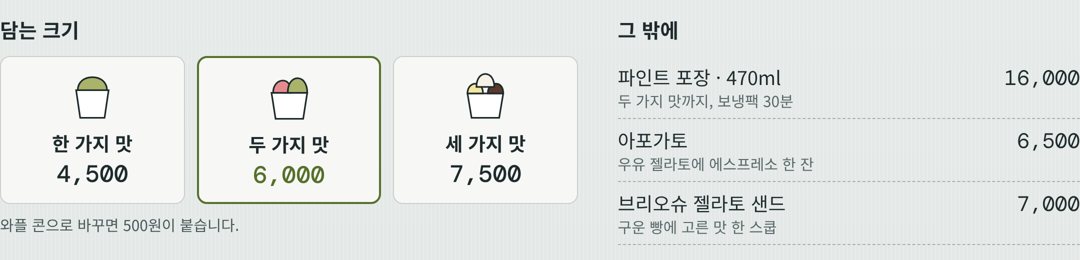 담는 크기
한 가지 맛
4,500
두 가지 맛
6,000
세 가지 맛
7,500
와플 콘으로 바꾸면 500원이 붙습니다.
그 밖에
파인트 포장 · 470ml 16,000
두 가지 맛까지, 보냉팩 30분
아포가토 6,500
우유 젤라토에 에스프레소 한 잔
브리오슈 젤라토 샌드 7,000
구운 빵에 고른 맛 한 스쿱